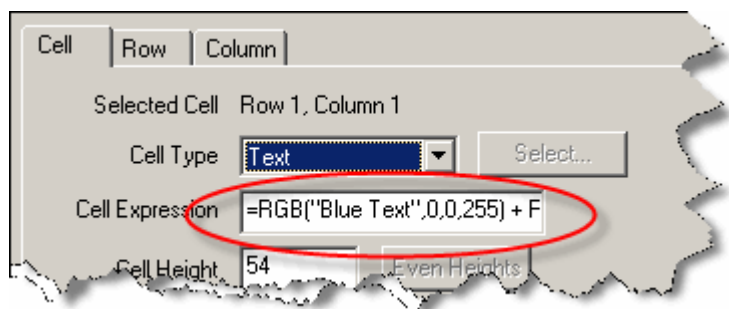 Cell Row Column
Selected Cell Row 1, Column 1
Cell Type Text Select...
Cell Expression =RGB("Blue Text",0,0,255) + F
Cell Height 54 Even Heights